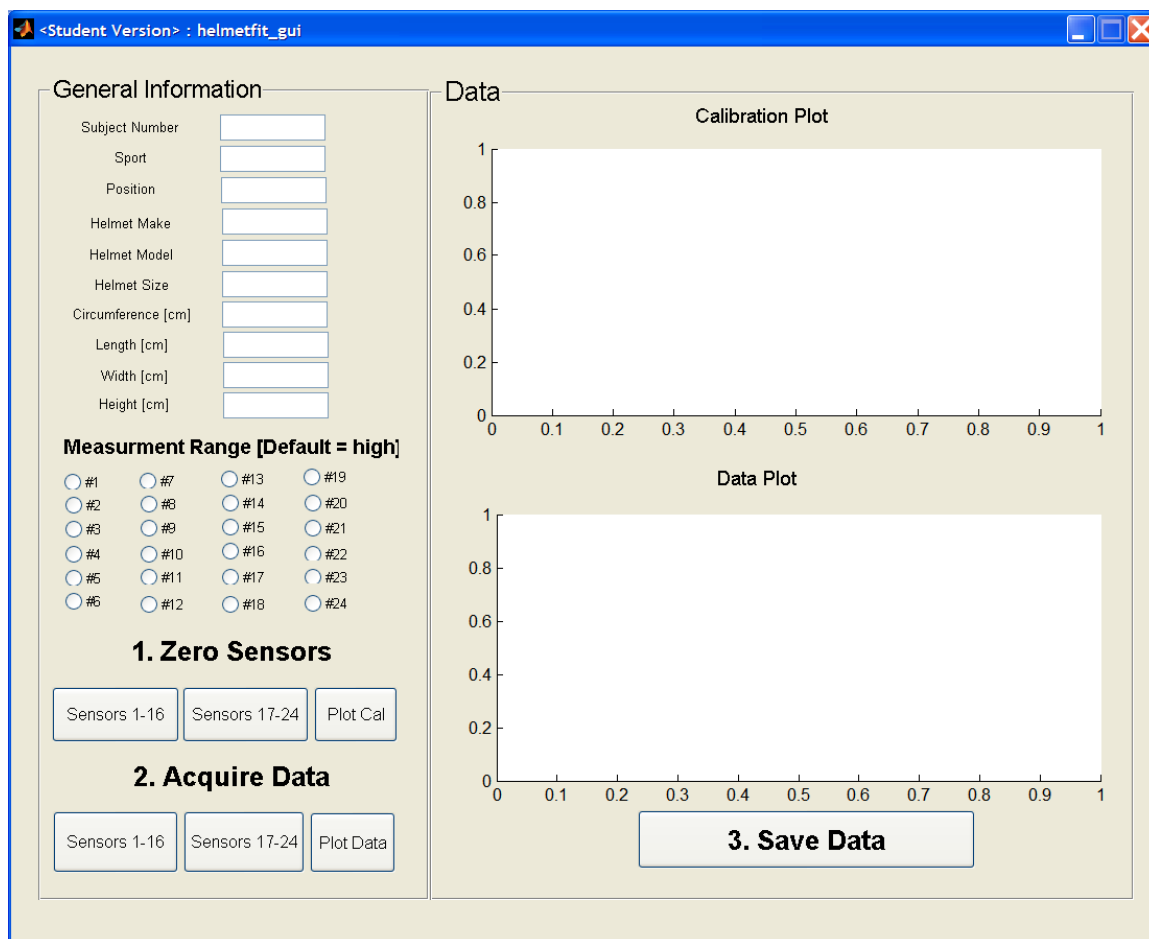 <Student Version> : helmetfit_gui
General Information
Subject Number
Sport
Position
Helmet Make
Helmet Model
Helmet Size
Circumference [cm]
Length [cm]
Width [cm]
Height [cm]
Measurment Range [Default = high]
#1 #7 #13 #19
#2 #8 #14 #20
#3 #9 #15 #21
#4 #10 #16 #22
#5 #11 #17 #23
#6 #12 #18 #24
1. Zero Sensors
Sensors 1-16 Sensors 17-24 Plot Cal
2. Acquire Data
Sensors 1-16 Sensors 17-24 Plot Data
Data
Calibration Plot
1
0.8
0.6
0.4
0.2
0
0 0.1 0.2 0.3 0.4 0.5 0.6 0.7 0.8 0.9 1
Data Plot
1
0.8
0.6
0.4
0.2
0
0 0.1 0.2 0.3 0.4 0.5 0.6 0.7 0.8 0.9 1
3. Save Data